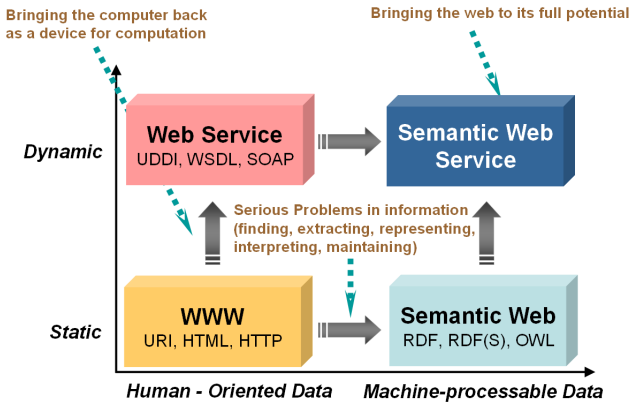 Bringing the computer back
as a device for computation
Bringing the web to its full potential
Dynamic
Web Service
UDDI, WSDL, SOAP
Semantic Web
Service
Serious Problems in information
(finding, extracting, representing,
interpreting, maintaining)
Static
WWW
URI, HTML, HTTP
Semantic Web
RDF, RDF(S), OWL
Human - Oriented Data
Machine-processable Data